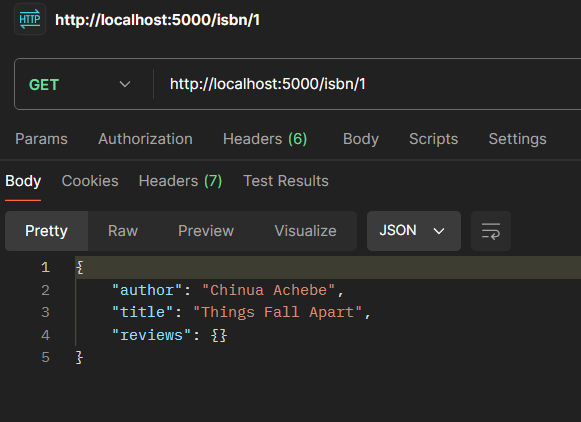 HTTP http://localhost:5000/isbn/1
GET http://localhost:5000/isbn/1
Params Authorization Headers (6) Body Scripts Settings
Body Cookies Headers (7) Test Results
Pretty Raw Preview Visualize JSON
1 {
2 "author": "Chinua Achebe",
3 "title": "Things Fall Apart",
4 "reviews": {}
5 }